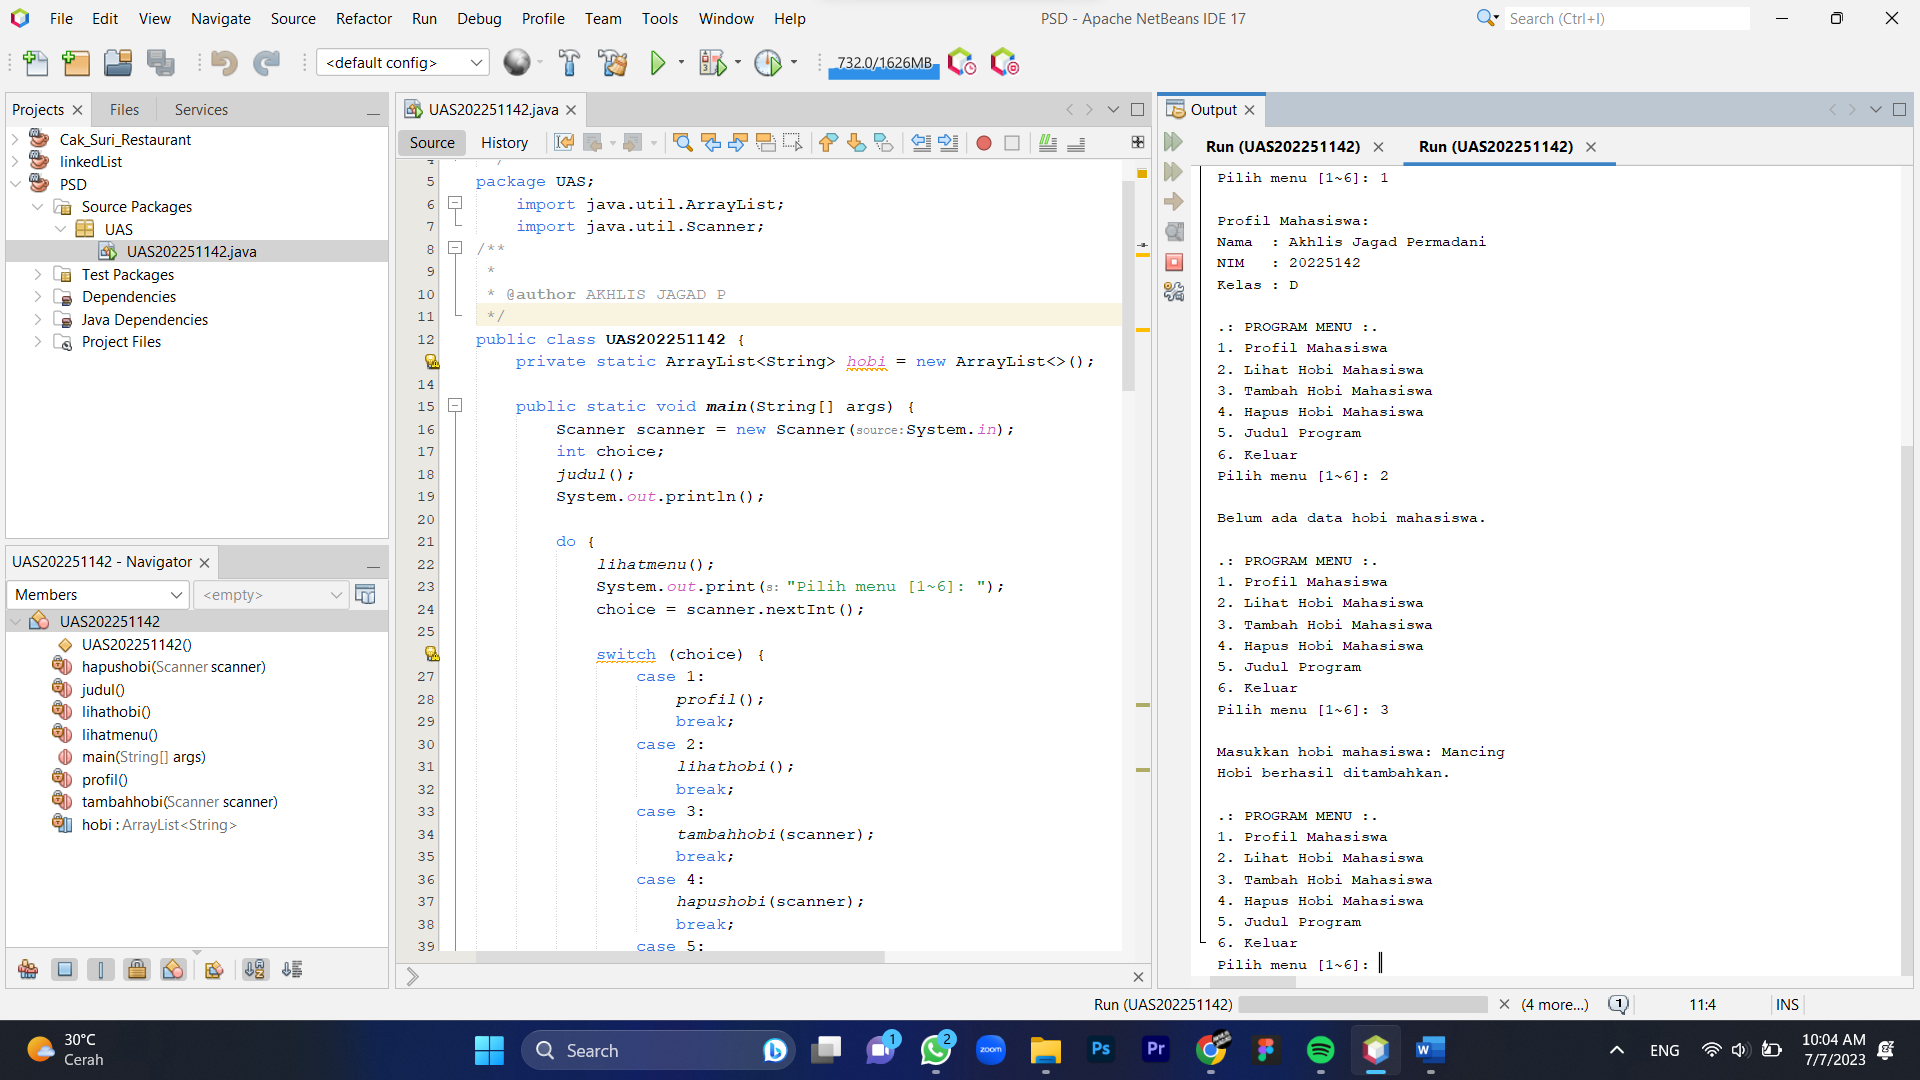 File Edit View Navigate Source Refactor Run Debug Profile Team Tools Window Help
PSD - Apache NetBeans IDE 17
Search (Ctrl+I)
<default config>
732.0/1626MB
Projects
Files
Services
Cak_Suri_Restaurant
linkedList
PSD
Source Packages
UAS
UAS202251142.java
Test Packages
Dependencies
Java Dependencies
Project Files
UAS202251142 - Navigator
Members
<empty>
UAS202251142
UAS202251142()
hapushobi(Scanner scanner)
judul()
lihathobi()
lihatmenu()
main(String[] args)
profil()
tambahhobi(Scanner scanner)
hobi : ArrayList<String>
UAS202251142.java
Source
History
5 package UAS;
6 import java.util.ArrayList;
7 import java.util.Scanner;
8 /**
9 *
10 * @author AKHLIS JAGAD P
11 */
12 public class UAS202251142 {
private static ArrayList<String> hobi = new ArrayList<>();
14
15 public static void main(String[] args) {
16 Scanner scanner = new Scanner(source:System.in);
17 int choice;
18 judul();
19 System.out.println();
20
21 do {
22 lihatmenu();
23 System.out.print(s: "Pilih menu [1~6]: ");
24 choice = scanner.nextInt();
25
switch (choice) {
27 case 1:
28 profil();
29 break;
30 case 2:
31 lihathobi();
32 break;
33 case 3:
34 tambahhobi(scanner);
35 break;
36 case 4:
37 hapushobi(scanner);
38 break;
39 case 5:
Output
Run (UAS202251142)
Run (UAS202251142)
Pilih menu [1~6]: 1
Profil Mahasiswa:
Nama : Akhlis Jagad Permadani
NIM : 20225142
Kelas : D
.: PROGRAM MENU :.
1. Profil Mahasiswa
2. Lihat Hobi Mahasiswa
3. Tambah Hobi Mahasiswa
4. Hapus Hobi Mahasiswa
5. Judul Program
6. Keluar
Pilih menu [1~6]: 2
Belum ada data hobi mahasiswa.
.: PROGRAM MENU :.
1. Profil Mahasiswa
2. Lihat Hobi Mahasiswa
3. Tambah Hobi Mahasiswa
4. Hapus Hobi Mahasiswa
5. Judul Program
6. Keluar
Pilih menu [1~6]: 3
Masukkan hobi mahasiswa: Mancing
Hobi berhasil ditambahkan.
.: PROGRAM MENU :.
1. Profil Mahasiswa
2. Lihat Hobi Mahasiswa
3. Tambah Hobi Mahasiswa
4. Hapus Hobi Mahasiswa
5. Judul Program
6. Keluar
Pilih menu [1~6]:
Run (UAS202251142)
(4 more...)
1
11:4
INS
30°C
Cerah
Search
1
2
zoom
Ps
Pr
W
ENG
10:04 AM
7/7/2023